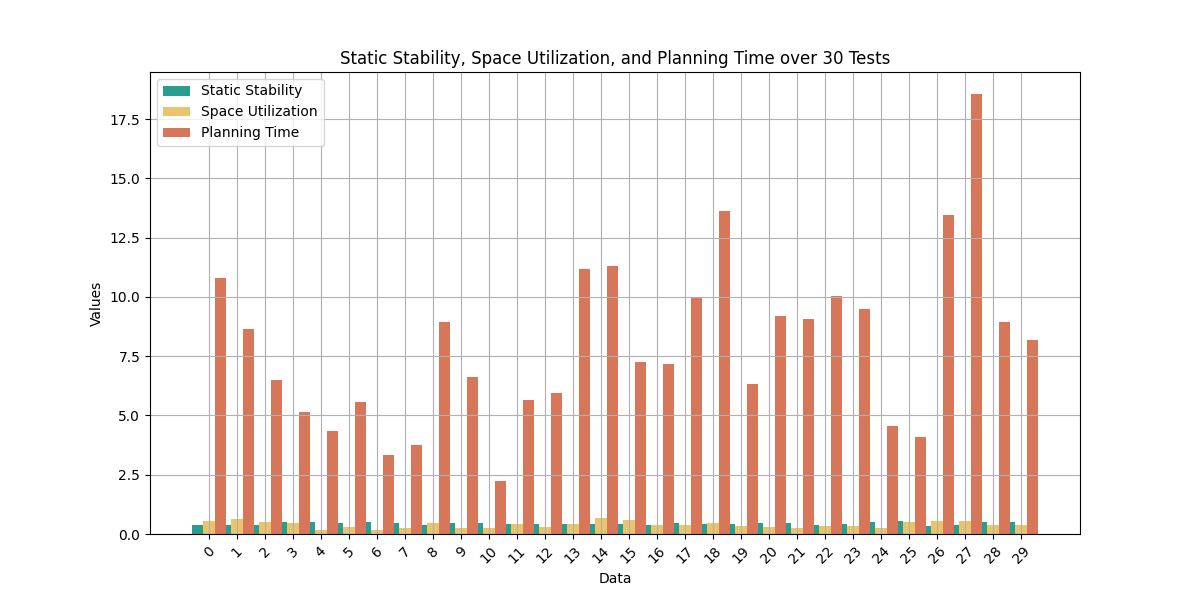 Static Stability, Space Utilization, and Planning Time over 30 Tests
Static Stability
Space Utilization
Planning Time
Values
17.5
15.0
12.5
10.0
7.5
5.0
2.5
0.0
0 1 2 3 4 5 6 7 8 9 10 11 12 13 14 15 16 17 18 19 20 21 22 23 24 25 26 27 28 29
Data